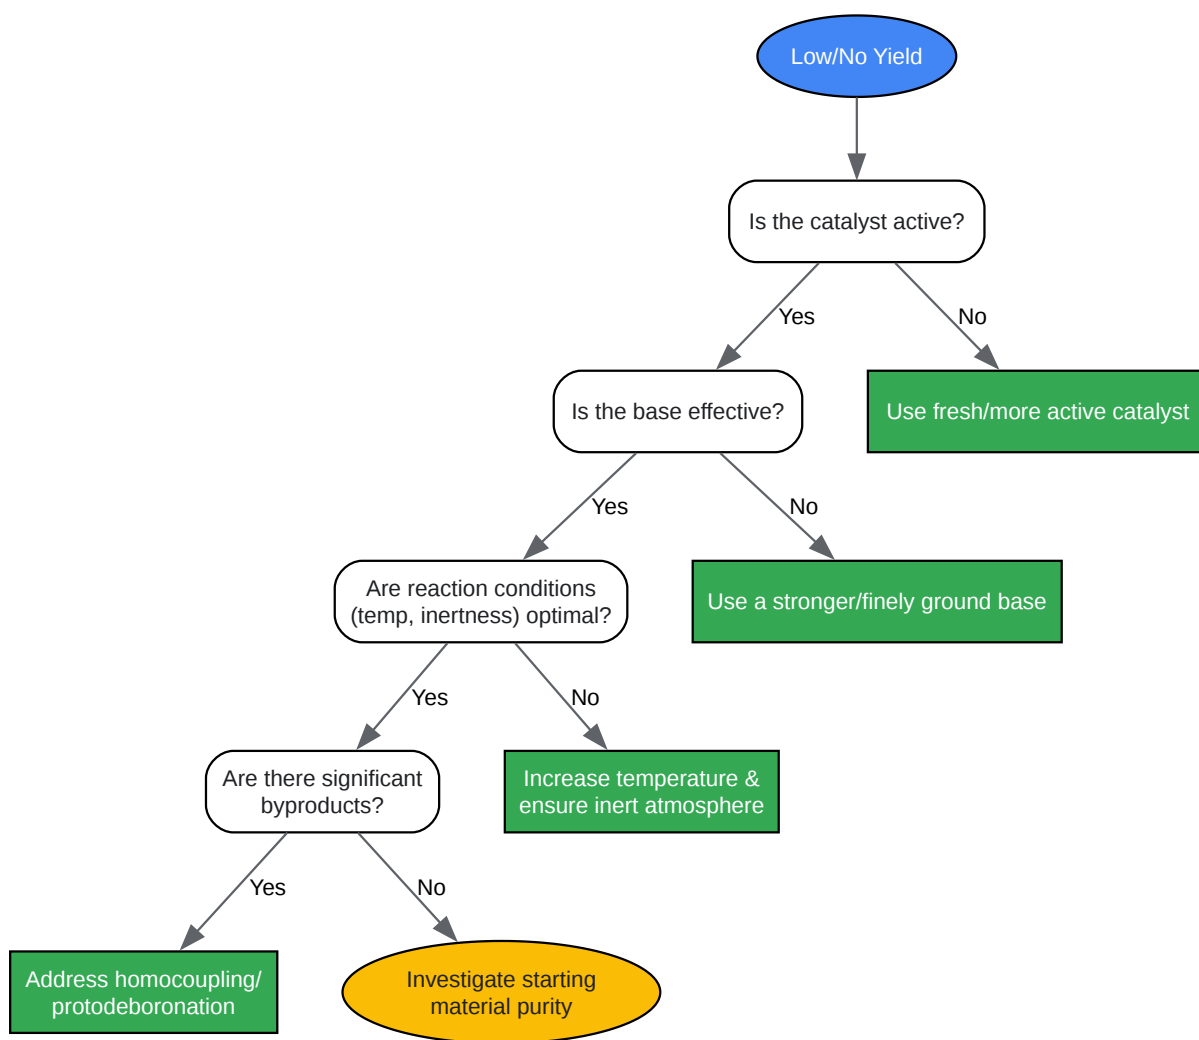 Low/No Yield
Is the catalyst active?
Yes
No
Is the base effective?
Use fresh/more active catalyst
Yes
No
Are reaction conditions
(temp, inertness) optimal?
Use a stronger/finely ground base
Yes
No
Are there significant
byproducts?
Increase temperature &
ensure inert atmosphere
Yes
No
Address homocoupling/
protodeboronation
Investigate starting
material purity